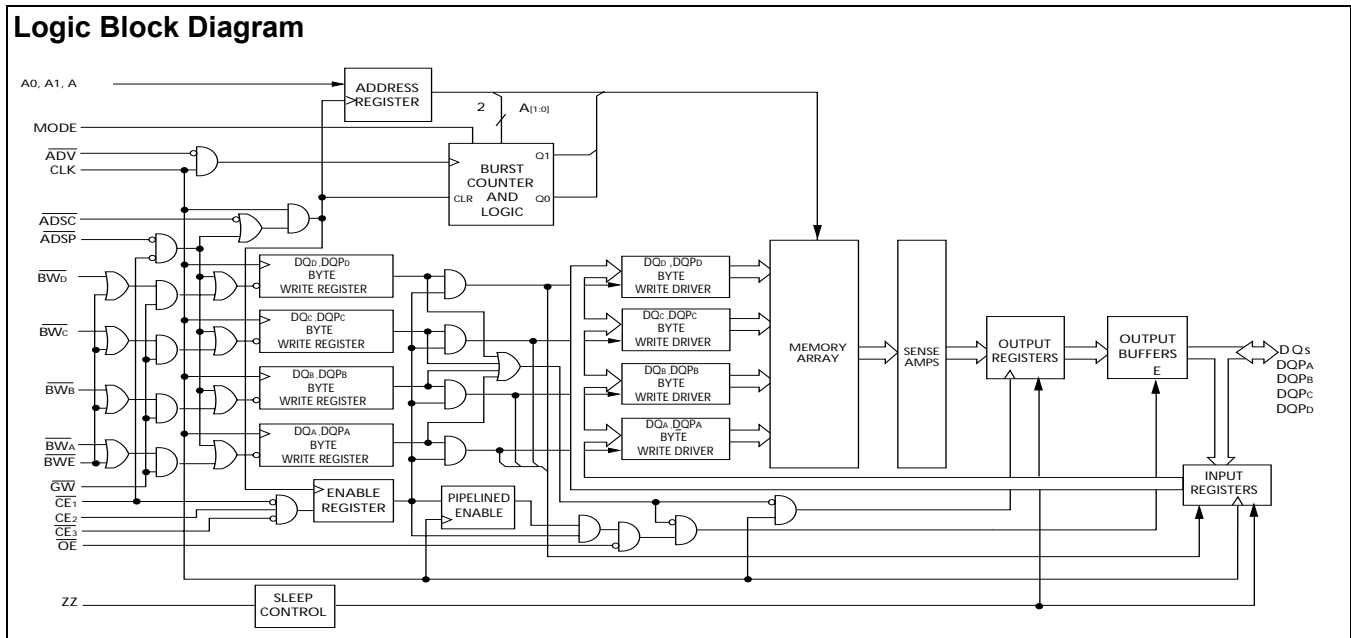 Logic Block Diagram
A0, A1, A
ADDRESS
REGISTER
2 A[1:0]
MODE
ADV
CLK
BURST
COUNTER
AND
LOGIC
Q1
CLR
Q0
ADSC
ADSP
BWD
DQD ,DQPD
BYTE
WRITE REGISTER
DQD ,DQPD
BYTE
WRITE DRIVER
BWC
DQC ,DQPC
BYTE
WRITE REGISTER
DQC ,DQPC
BYTE
WRITE DRIVER
MEMORY
ARRAY
SENSE
AMPS
OUTPUT
REGISTERS
OUTPUT
BUFFERS
E
DQs
DQPA
DQPB
DQPC
DQPD
BWB
DQB ,DQPB
BYTE
WRITE REGISTER
DQB ,DQPB
BYTE
WRITE DRIVER
BWA
BWE
DQA ,DQPA
BYTE
WRITE REGISTER
DQA ,DQPA
BYTE
WRITE DRIVER
GW
CE1
CE2
CE3
OE
ENABLE
REGISTER
PIPELINED
ENABLE
INPUT
REGISTERS
ZZ
SLEEP
CONTROL